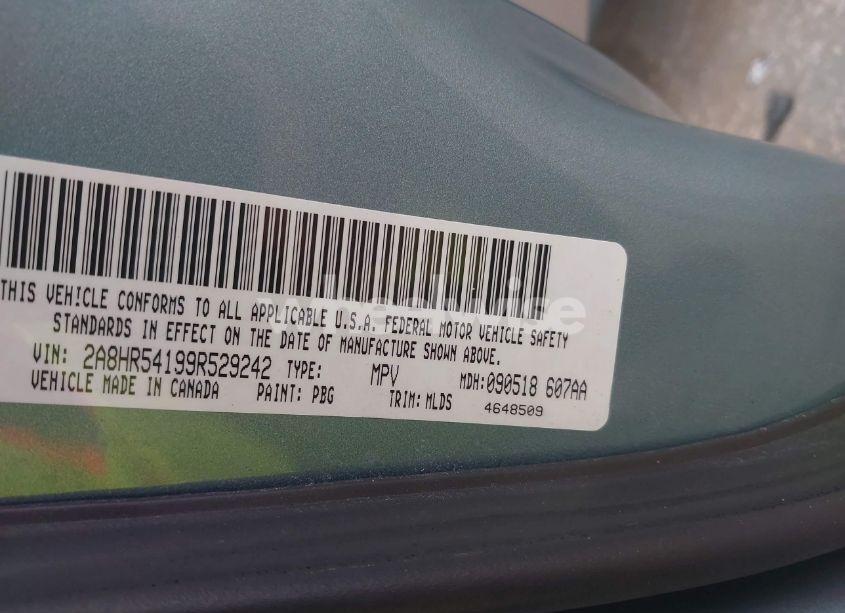 THIS VEHICLE CONFORMS TO ALL APPLICABLE U.S.A. FEDERAL MOTOR VEHICLE SAFETY
STANDARDS IN EFFECT ON THE DATE OF MANUFACTURE SHOWN ABOVE.
VIN: 2A8HR54199R529242 TYPE: MPV MDH:090518 607AA
VEHICLE MADE IN CANADA PAINT: PBG TRIM: MLDS 4648509
wheelwise